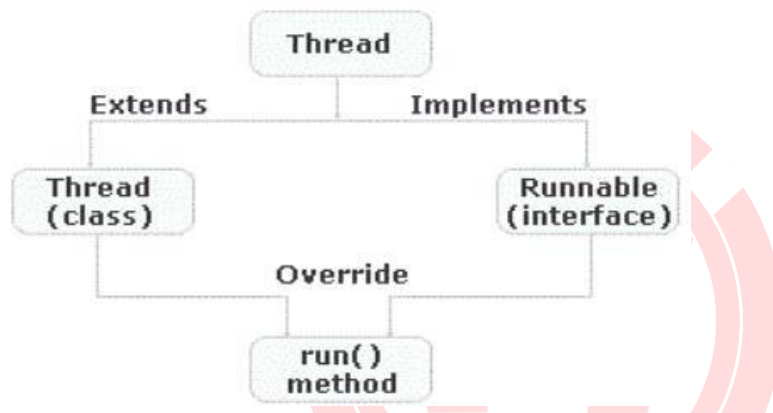 Thread
Extends
Implements
Thread
(class)
Runnable
(interface)
Override
run()
method